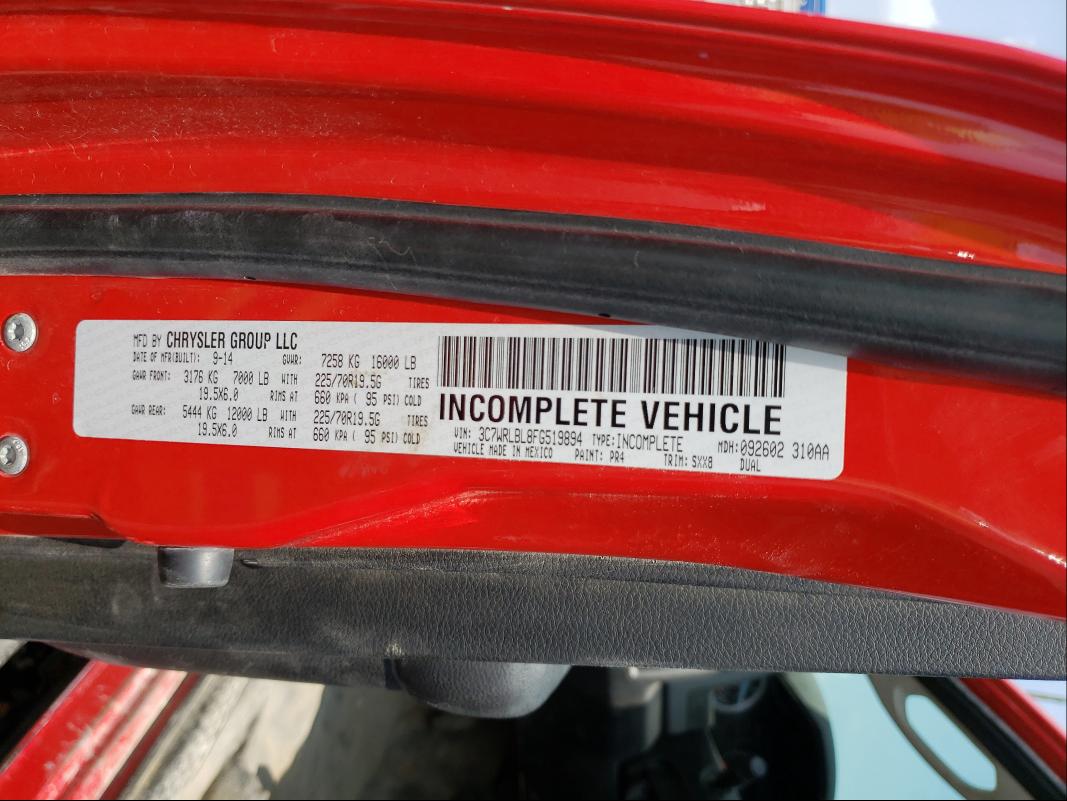 MFD BY CHRYSLER GROUP LLC
DATE OF MFR(BUILT): 9-14 GVWR: 7258 KG 16000 LB
GAWR FRONT: 3176 KG 7000 LB WITH 225/70R19.5G TIRES
19.5X6.0 RIMS AT 660 KPA ( 95 PSI) COLD
GAWR REAR: 5444 KG 12000 LB WITH 225/70R19.5G TIRES
19.5X6.0 RIMS AT 660 KPA ( 95 PSI) COLD
INCOMPLETE VEHICLE
VIN: 3C7WRLBL8FG519894 TYPE:INCOMPLETE MDH:092602 310AA
VEHICLE MADE IN MEXICO PAINT: PR4 TRIM: SXX8 DUAL